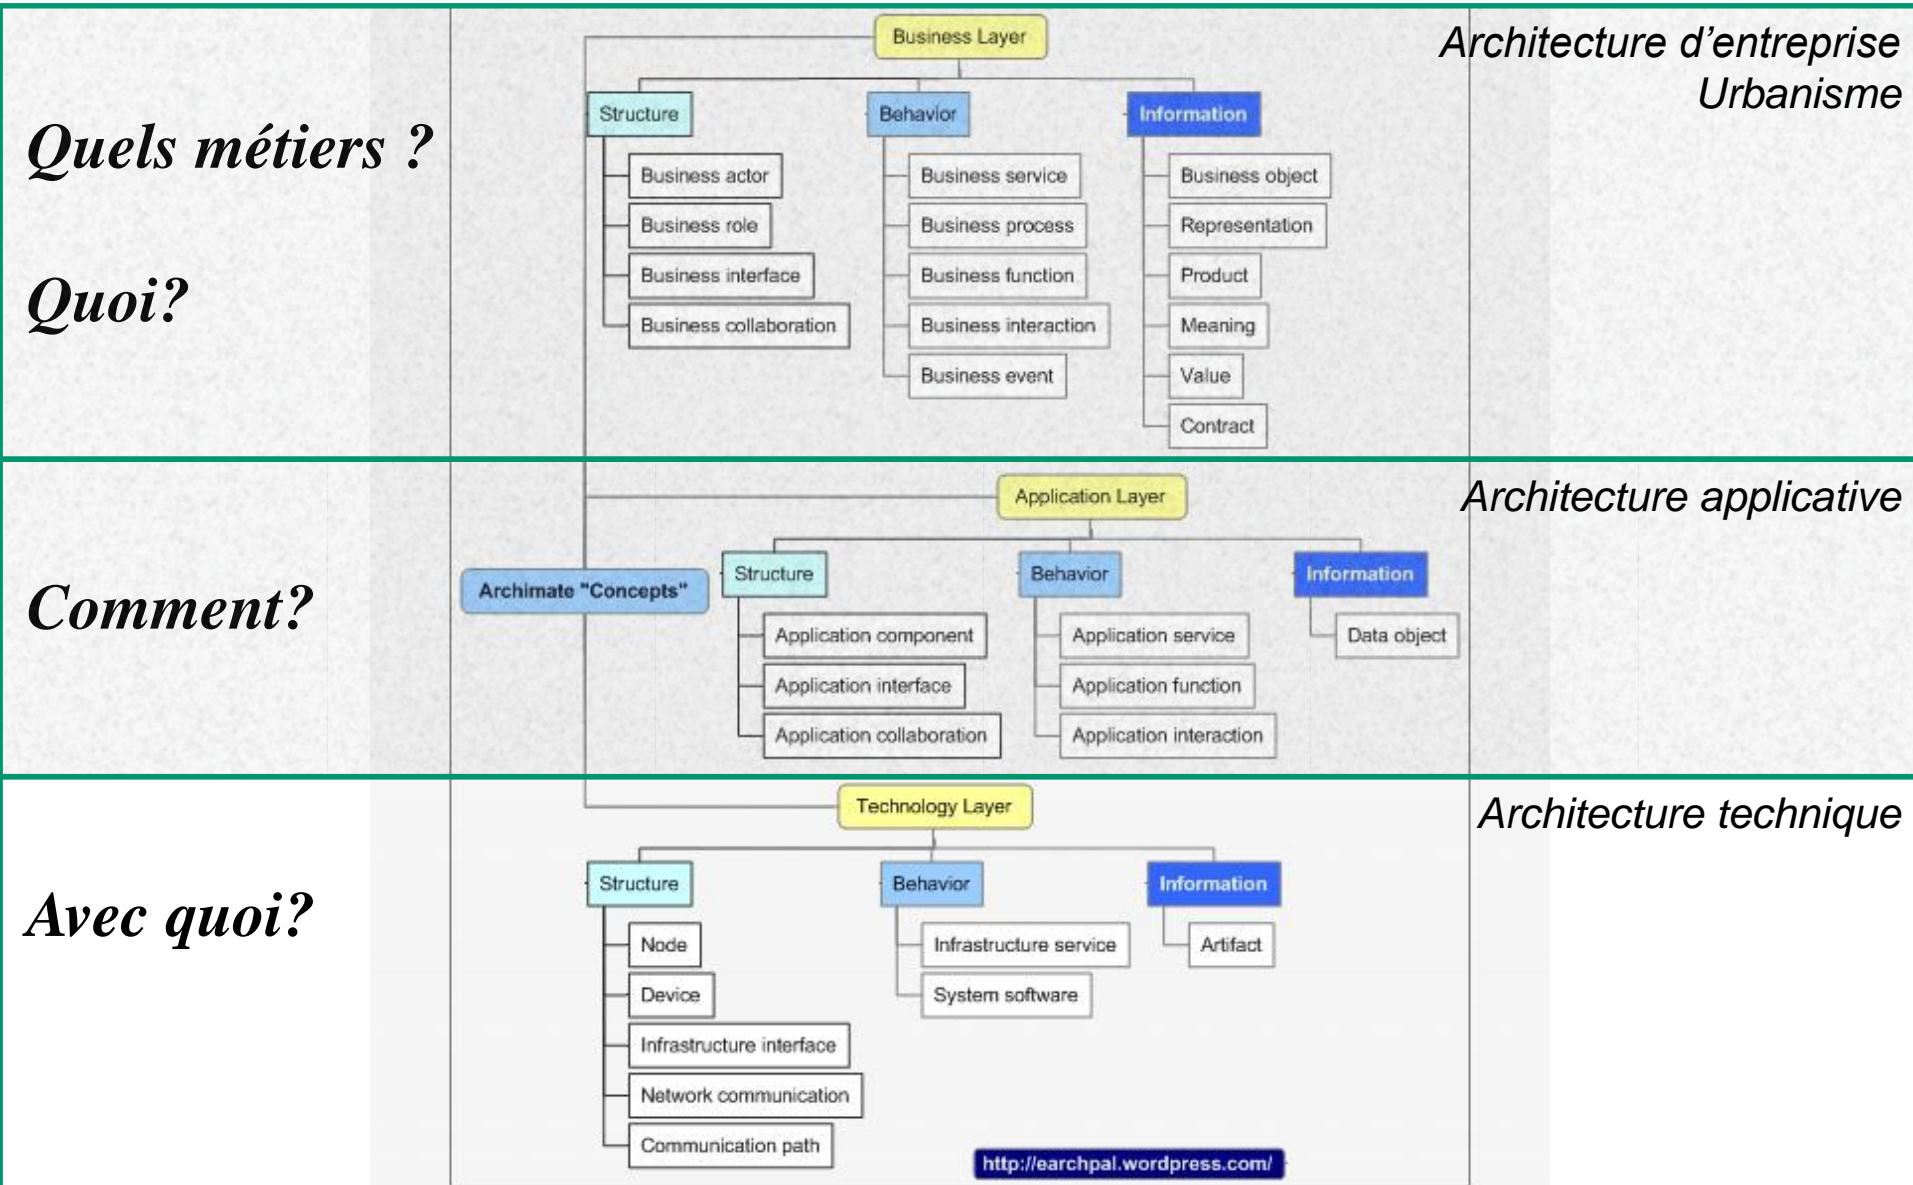 Business Layer
Architecture d'entreprise
Urbanisme
Quels métiers ?
Quoi?
Structure
Business actor
Business role
Business interface
Business collaboration
Behavior
Business service
Business process
Business function
Business interaction
Business event
Information
Business object
Representation
Product
Meaning
Value
Contract
Application Layer
Architecture applicative
Comment?
Archimate "Concepts"
Structure
Application component
Application interface
Application collaboration
Behavior
Application service
Application function
Application interaction
Information
Data object
Technology Layer
Architecture technique
Avec quoi?
Structure
Node
Device
Infrastructure interface
Network communication
Communication path
Behavior
Infrastructure service
System software
Information
Artifact
http://earchpal.wordpress.com/